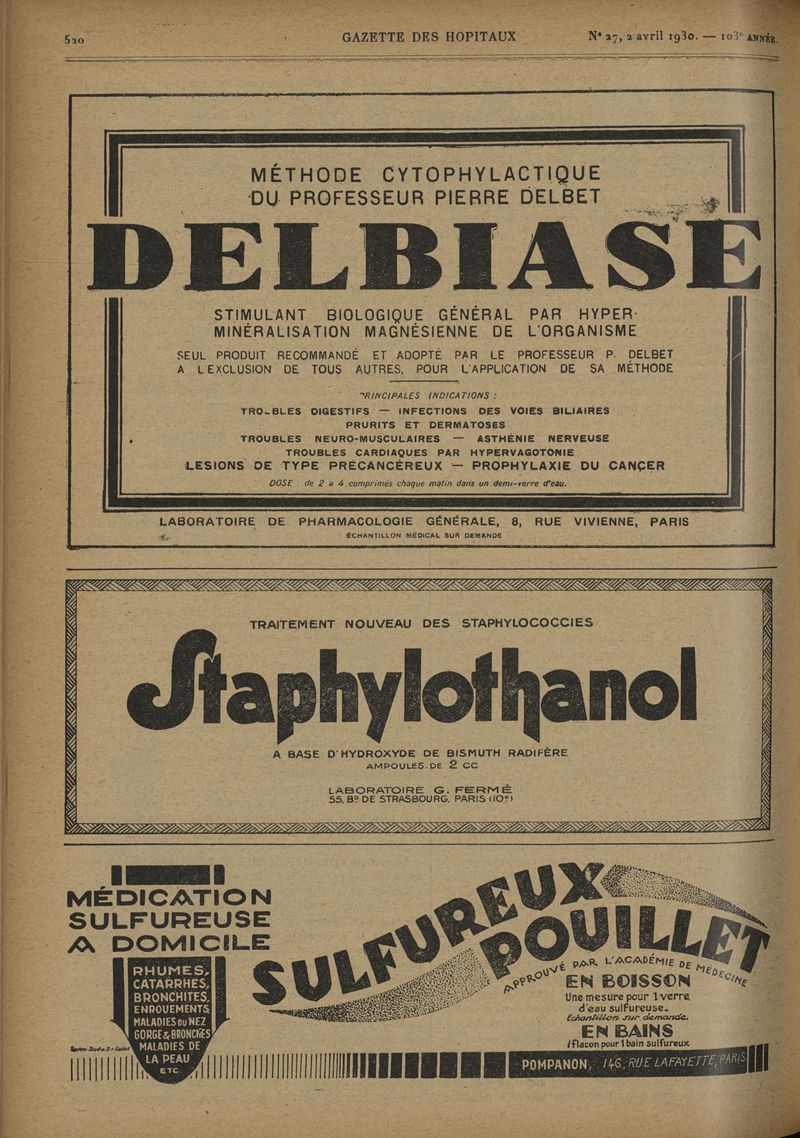 520
GAZETTE DES HOPITAUX
N° 27, 2 avril 1930. — 103e ANNÉE.
MÉTHODE CYTOPHYLACTIQUE
DU PROFESSEUR PIERRE DELBET
DELBIASE
STIMULANT BIOLOGIQUE GÉNÉRAL PAR HYPER-
MINÉRALISATION MAGNÉSIENNE DE L'ORGANISME
SEUL PRODUIT RECOMMANDÉ ET ADOPTÉ PAR LE PROFESSEUR P. DELBET
A L'EXCLUSION DE TOUS AUTRES, POUR L'APPLICATION DE SA MÉTHODE
PRINCIPALES INDICATIONS :
TROUBLES DIGESTIFS — INFECTIONS DES VOIES BILIAIRES
PRURITS ET DERMATOSES
TROUBLES NEURO-MUSCULAIRES — ASTHÉNIE NERVEUSE
TROUBLES CARDIAQUES PAR HYPERVAGOTONIE
LESIONS DE TYPE PRÉCANCÉREUX — PROPHYLAXIE DU CANCER
DOSE : de 2 a 4 comprimés chaque matin dans un demi-verre d'eau.
LABORATOIRE DE PHARMACOLOGIE GÉNÉRALE, 8, RUE VIVIENNE, PARIS
ÉCHANTILLON MÉDICAL SUR DEMANDE
TRAITEMENT NOUVEAU DES STAPHYLOCOCCIES
Staphylothanol
A BASE D'HYDROXYDE DE BISMUTH RADIFÈRE
AMPOULES DE 2 CC
LABORATOIRE G. FERMÉ
55, Bd DE STRASBOURG, PARIS (10e)
MÉDICATION
SULFUREUSE
A DOMICILE
RHUMES,
CATARRHES,
BRONCHITES,
ENROUEMENTS
MALADIES DU NEZ
GORGE & BRONCHES
MALADIES DE
LA PEAU
ETC
SULFUREUX
POUILLET
APPROUVÉ PAR L'ACADÉMIE DE MÉDECINE
EN BOISSON
Une mesure pour 1 verre
d'eau sulfureuse.
Echantillon sur demande.
EN BAINS
1 flacon pour 1 bain sulfureux
POMPANON, 146, RUE LAFAYETTE, PARIS